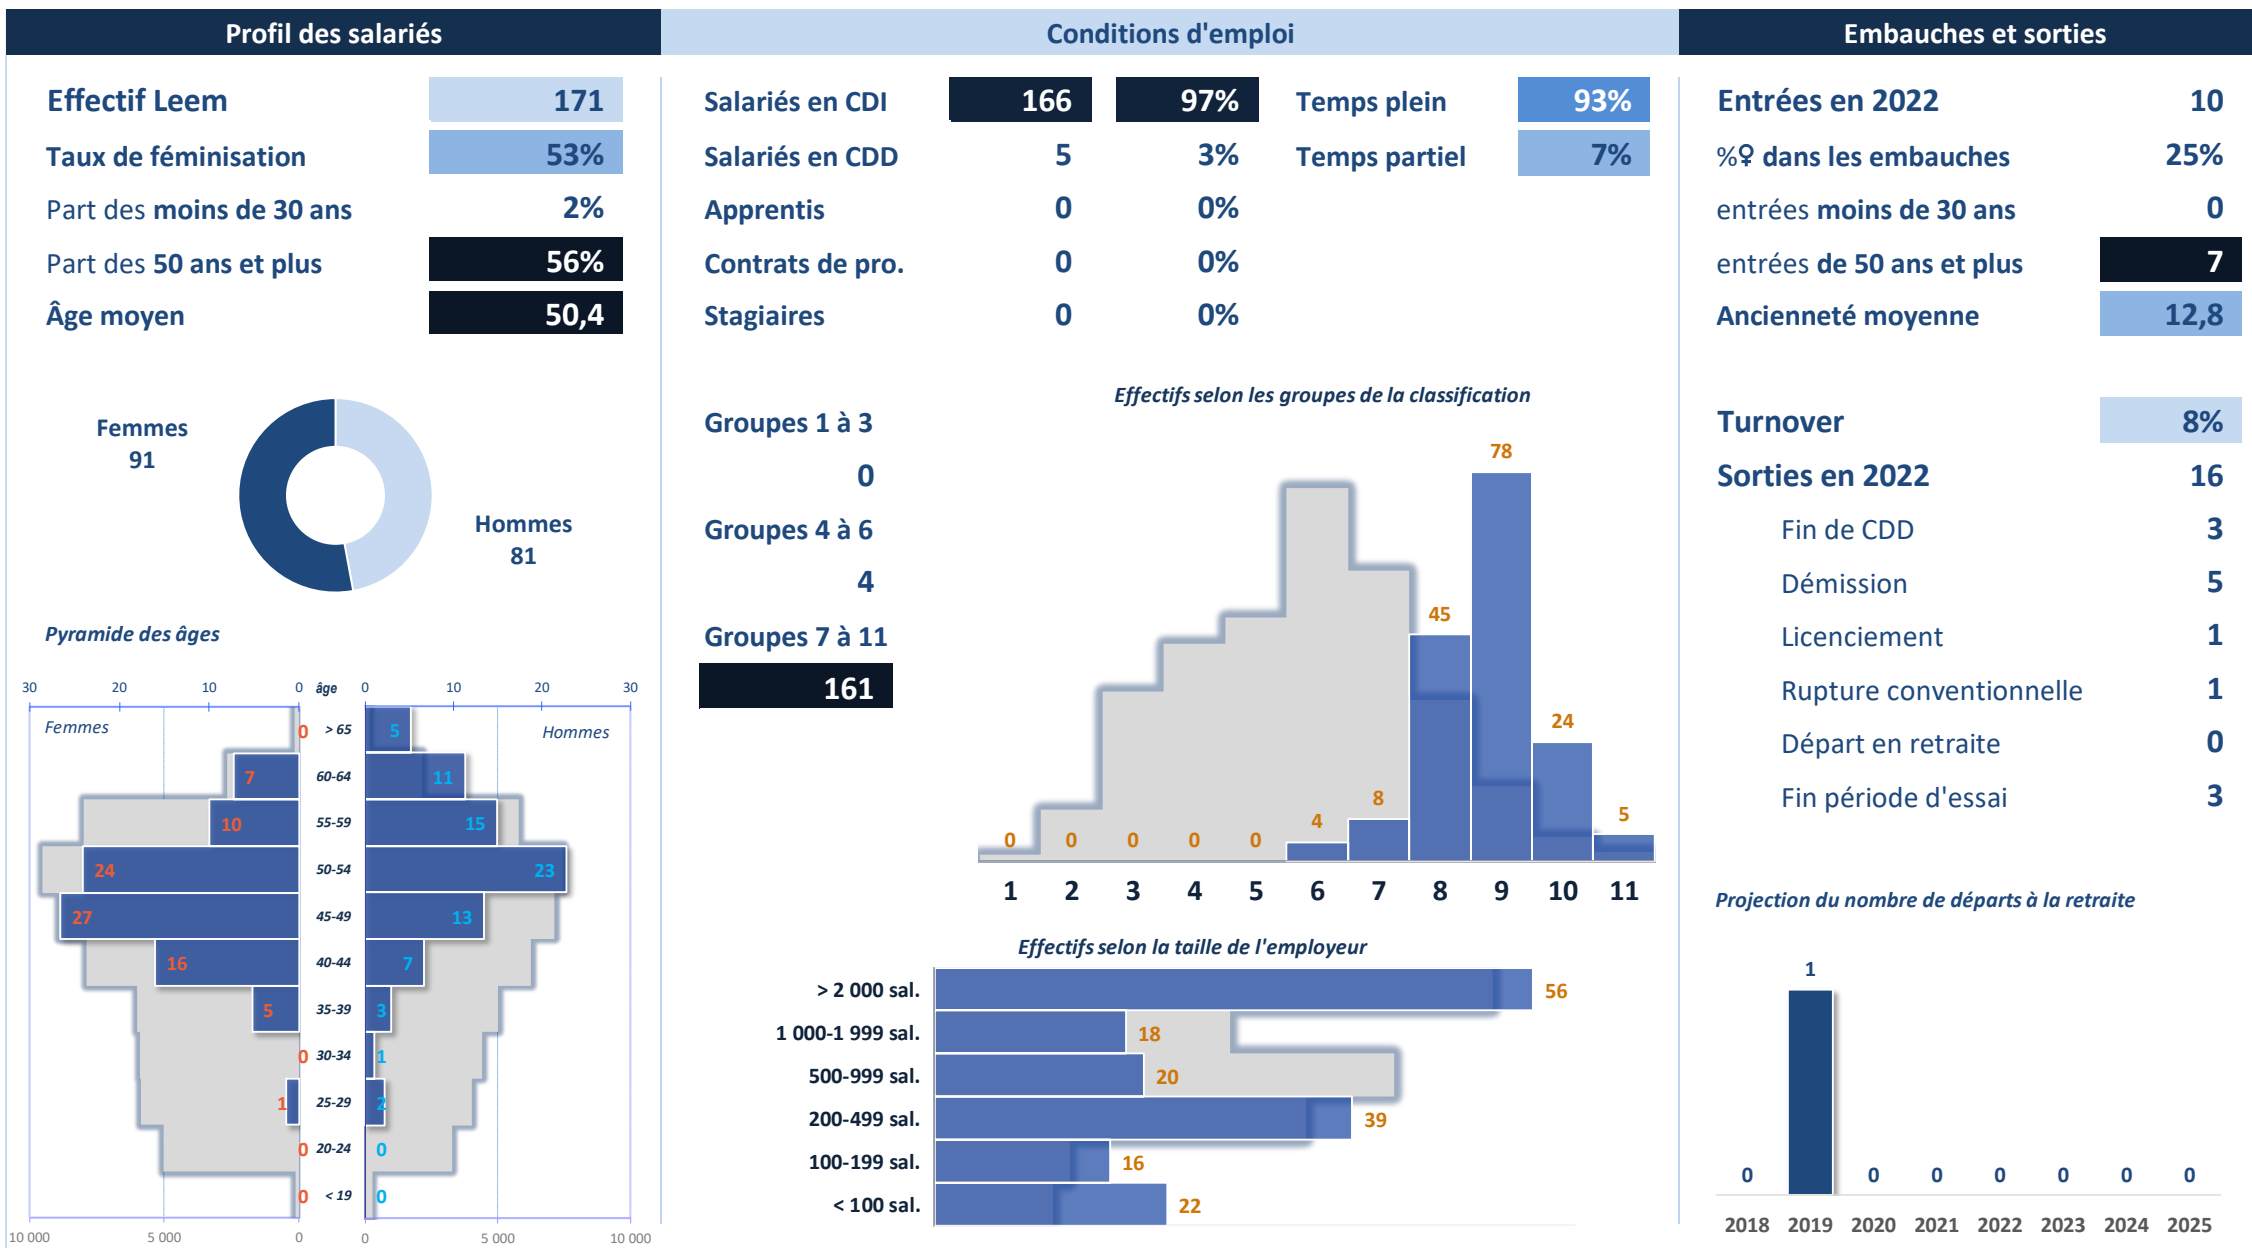 Profil des salariés
Effectif Leem 171
Taux de féminisation 53%
Part des moins de 30 ans 2%
Part des 50 ans et plus 56%
Âge moyen 50,4
Femmes
91
Hommes
81
Pyramide des âges
30 20 10 0 âge 0 10 20 30
Femmes Hommes
0 > 65 5
7 60-64 11
10 55-59 15
24 50-54 23
27 45-49 13
16 40-44 7
5 35-39 3
0 30-34 1
1 25-29 2
0 20-24 0
0 < 19 0
10 000 5 000 0 0 5 000 10 000
Conditions d'emploi
Salariés en CDI 166 97% Temps plein 93%
Salariés en CDD 5 3% Temps partiel 7%
Apprentis 0 0%
Contrats de pro. 0 0%
Stagiaires 0 0%
Groupes 1 à 3
0
Groupes 4 à 6
4
Groupes 7 à 11
161
Effectifs selon les groupes de la classification
0 0 0 0 0 4 8 45 78 24 5
1 2 3 4 5 6 7 8 9 10 11
Effectifs selon la taille de l'employeur
> 2 000 sal. 56
1 000-1 999 sal. 18
500-999 sal. 20
200-499 sal. 39
100-199 sal. 16
< 100 sal. 22
Embauches et sorties
Entrées en 2022 10
%♀ dans les embauches 25%
entrées moins de 30 ans 0
entrées de 50 ans et plus 7
Ancienneté moyenne 12,8
Turnover 8%
Sorties en 2022 16
Fin de CDD 3
Démission 5
Licenciement 1
Rupture conventionnelle 1
Départ en retraite 0
Fin période d'essai 3
Projection du nombre de départs à la retraite
0 1 0 0 0 0 0 0
2018 2019 2020 2021 2022 2023 2024 2025